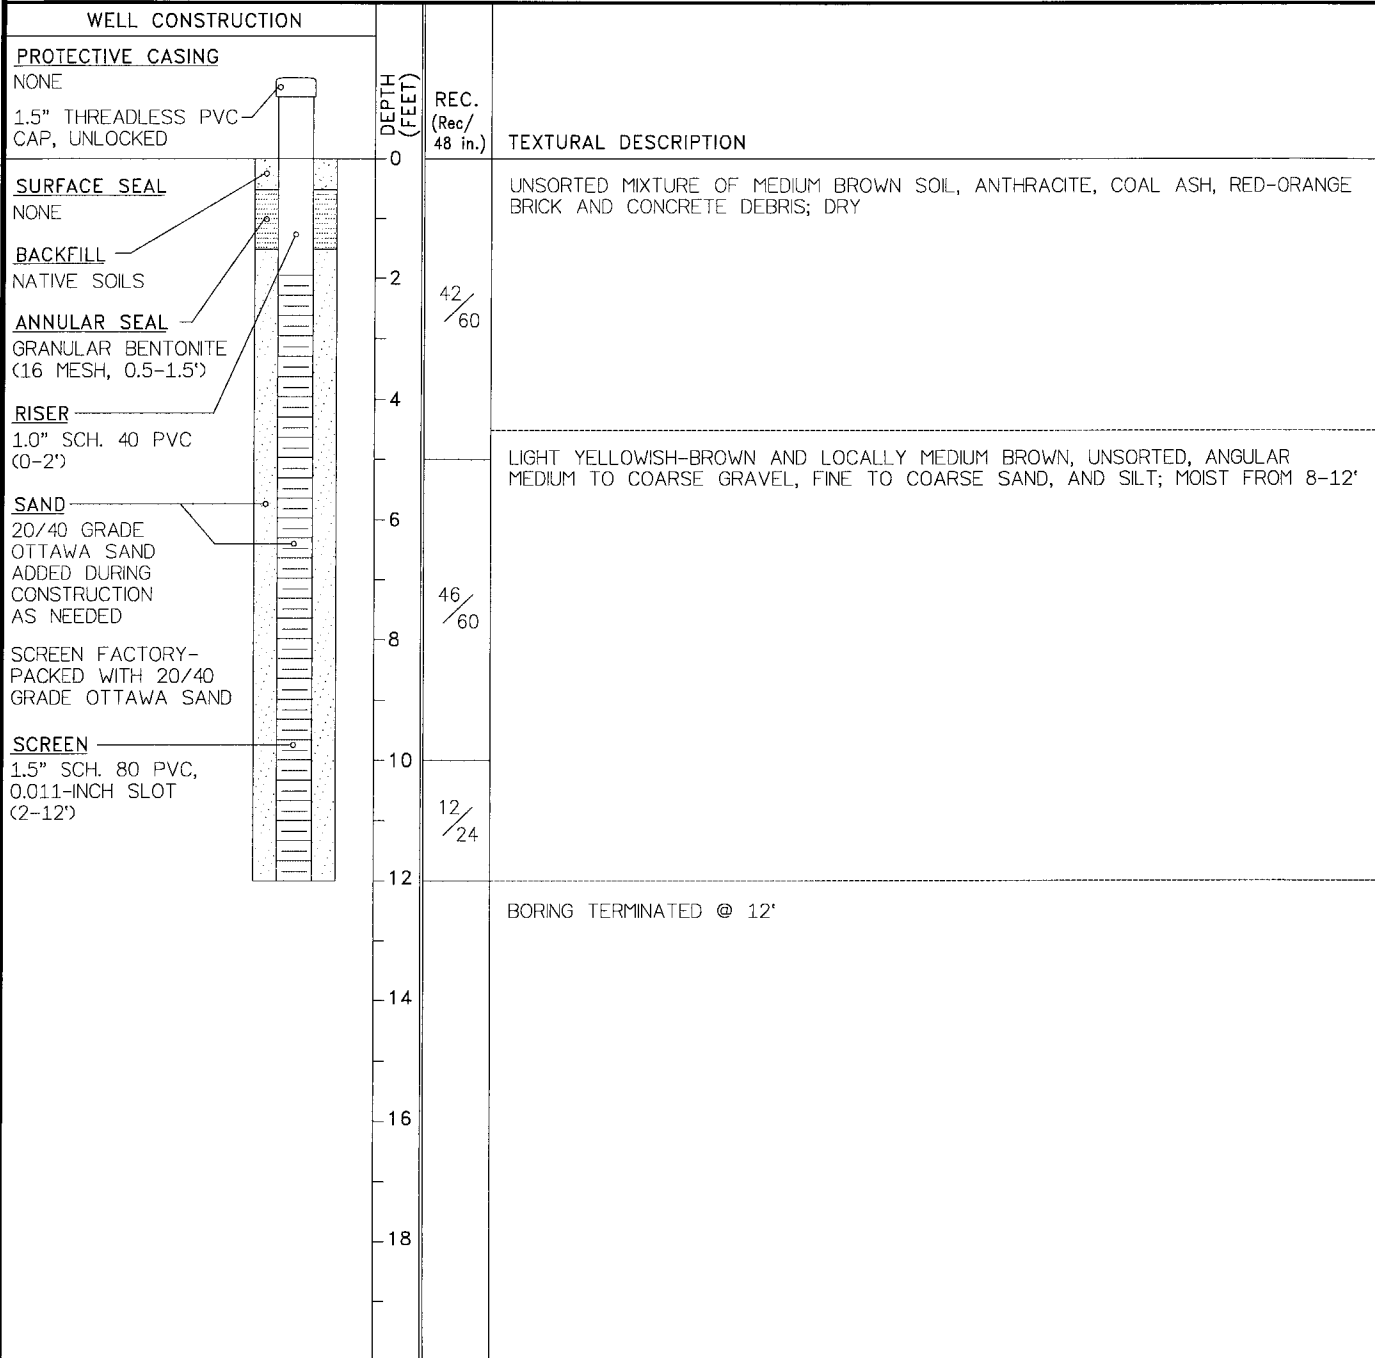 WELL CONSTRUCTION
PROTECTIVE CASING
NONE
1.5" THREADLESS PVC
CAP, UNLOCKED
SURFACE SEAL
NONE
BACKFILL
NATIVE SOILS
ANNULAR SEAL
GRANULAR BENTONITE
(16 MESH, 0.5-1.5')
RISER
1.0" SCH. 40 PVC
(0-2')
SAND
20/40 GRADE
OTTAWA SAND
ADDED DURING
CONSTRUCTION
AS NEEDED
SCREEN FACTORY-
PACKED WITH 20/40
GRADE OTTAWA SAND
SCREEN
1.5" SCH. 80 PVC,
0.011-INCH SLOT
(2-12')
DEPTH
(FEET)
0
2
4
6
8
10
12
14
16
18
REC.
(Rec/
48 in.)
42/60
46/60
12/24
TEXTURAL DESCRIPTION
UNSORTED MIXTURE OF MEDIUM BROWN SOIL, ANTHRACITE, COAL ASH, RED-ORANGE
BRICK AND CONCRETE DEBRIS; DRY
LIGHT YELLOWISH-BROWN AND LOCALLY MEDIUM BROWN, UNSORTED, ANGULAR
MEDIUM TO COARSE GRAVEL, FINE TO COARSE SAND, AND SILT; MOIST FROM 8-12'
BORING TERMINATED @ 12'